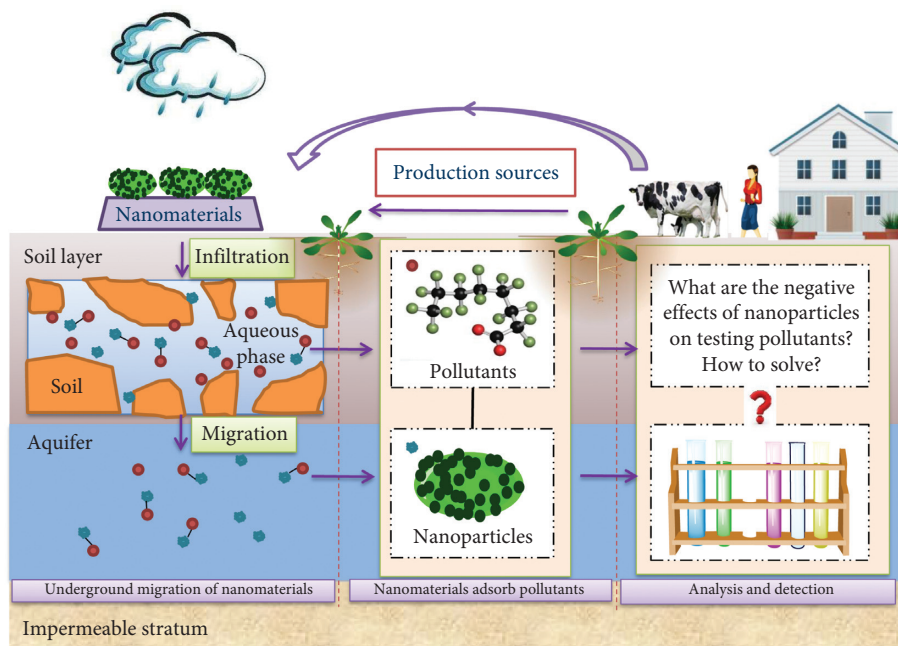 Production sources
Nanomaterials
Soil layer
Infiltration
Aqueous
phase
Soil
Pollutants
What are the negative
effects of nanoparticles
on testing pollutants?
How to solve?
?
Aquifer
Migration
Nanoparticles
Underground migration of nanomaterials
Nanomaterials adsorb pollutants
Analysis and detection
Impermeable stratum